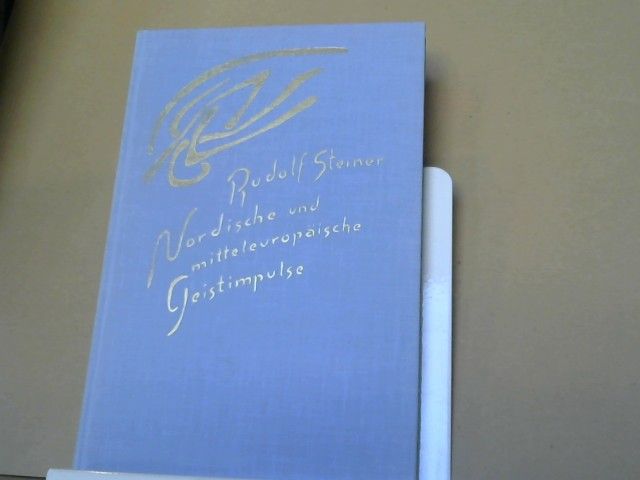 Rudolf Steiner
Nordische und
mitteleuropäische
Geistimpulse